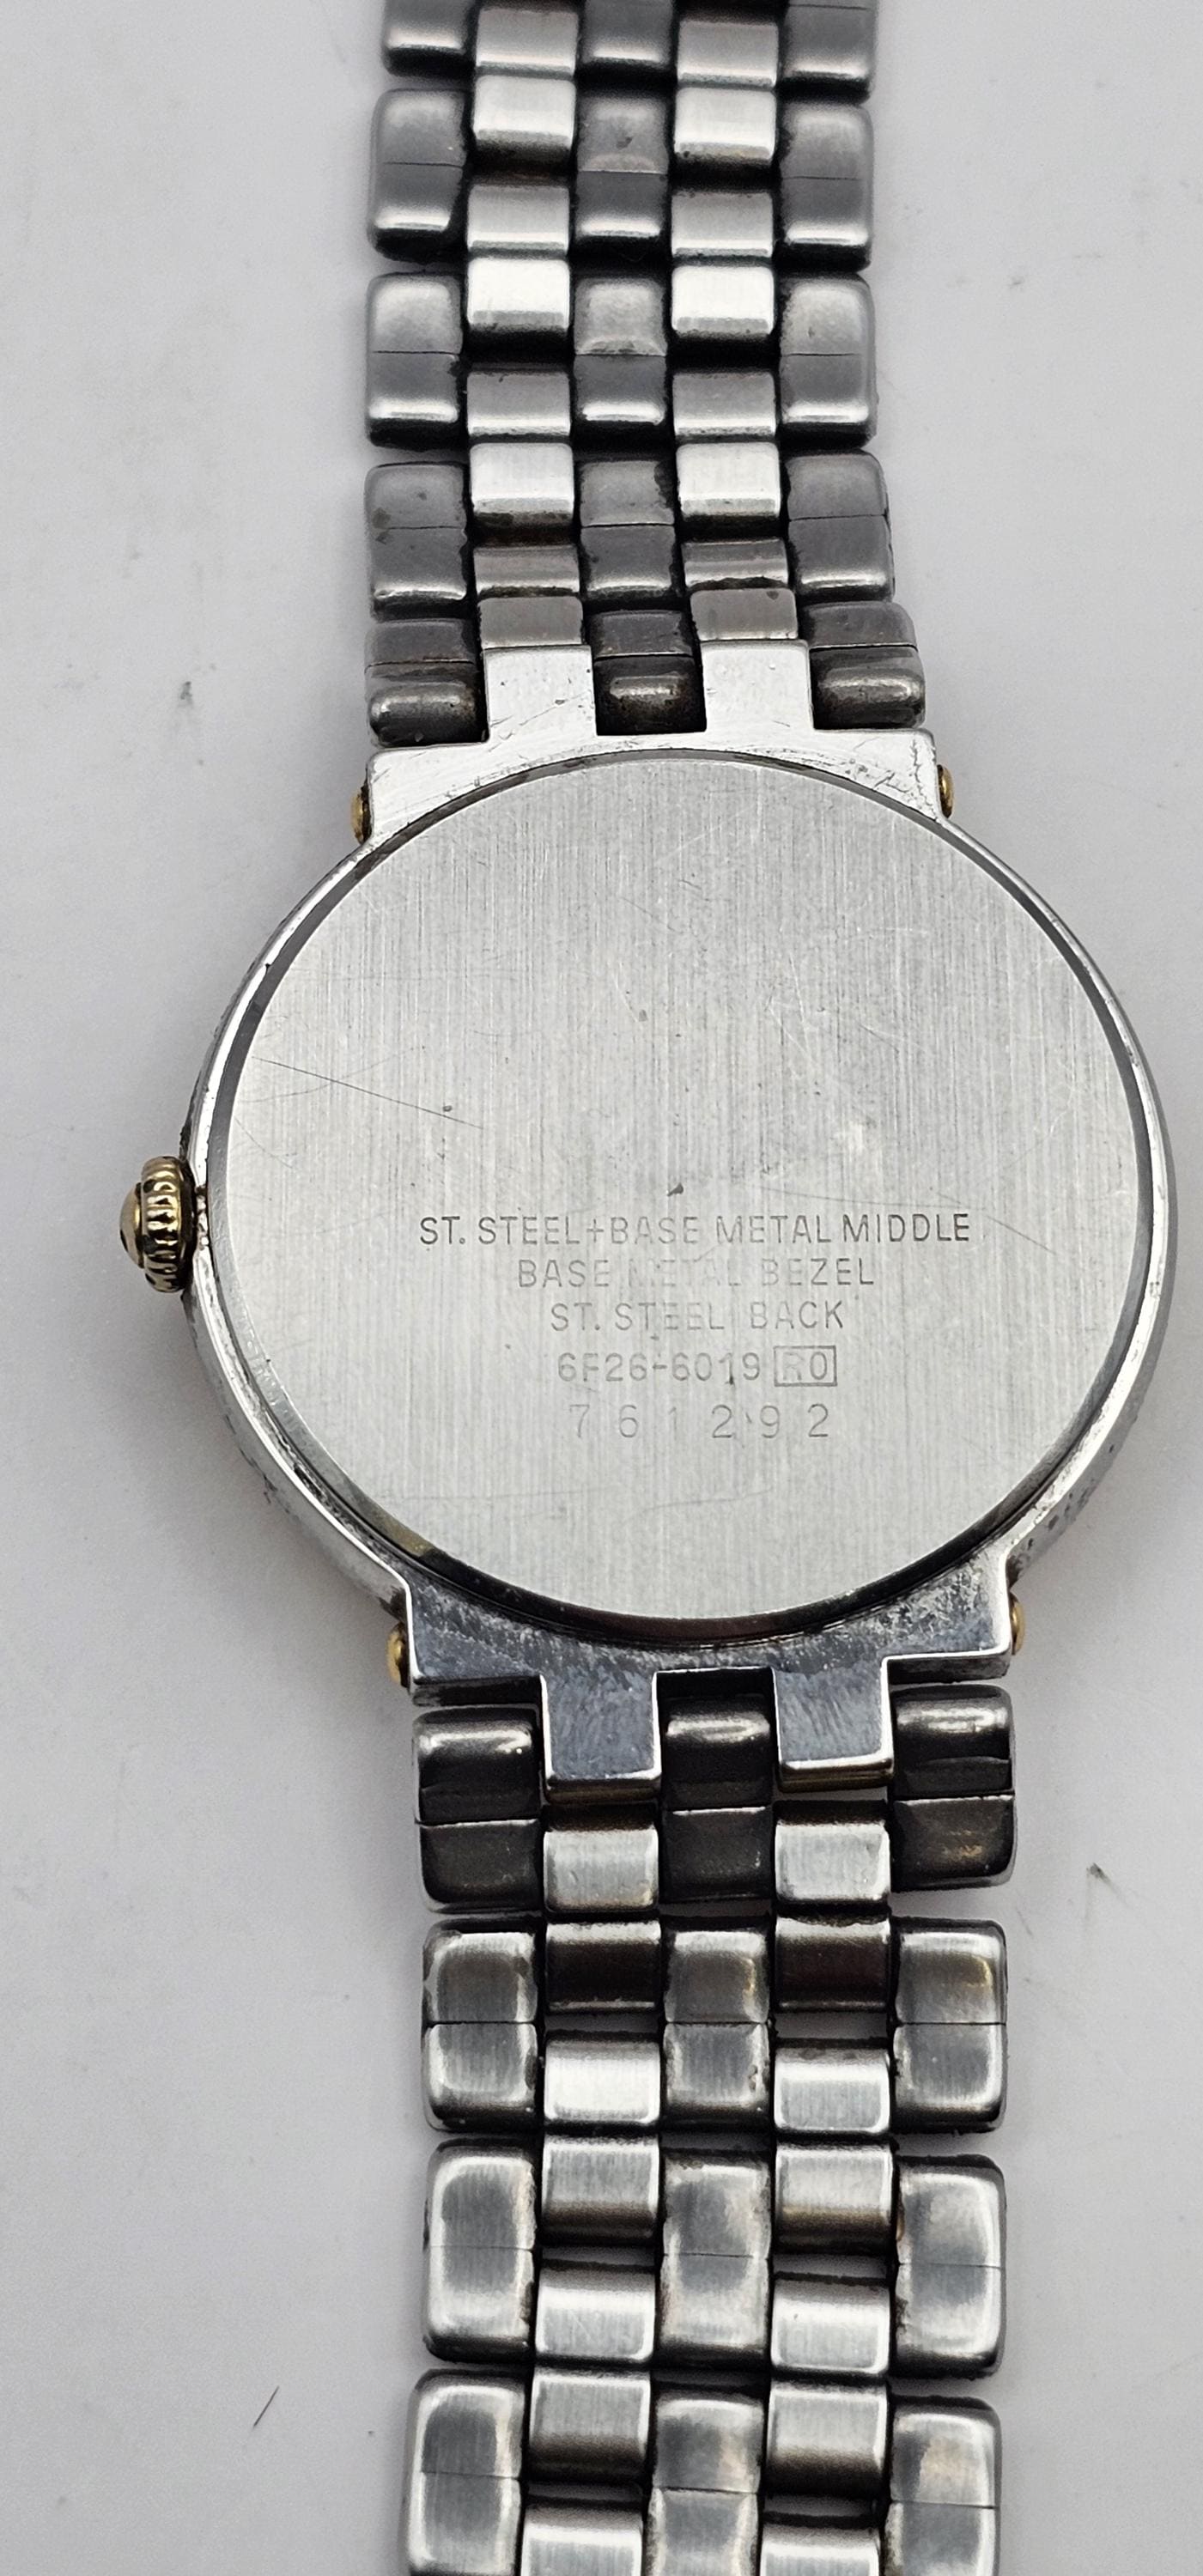 ST. STEEL+BASE METAL MIDDLE
BASE METAL BEZEL
ST. STEEL BACK
6F26-6019 R0
761292